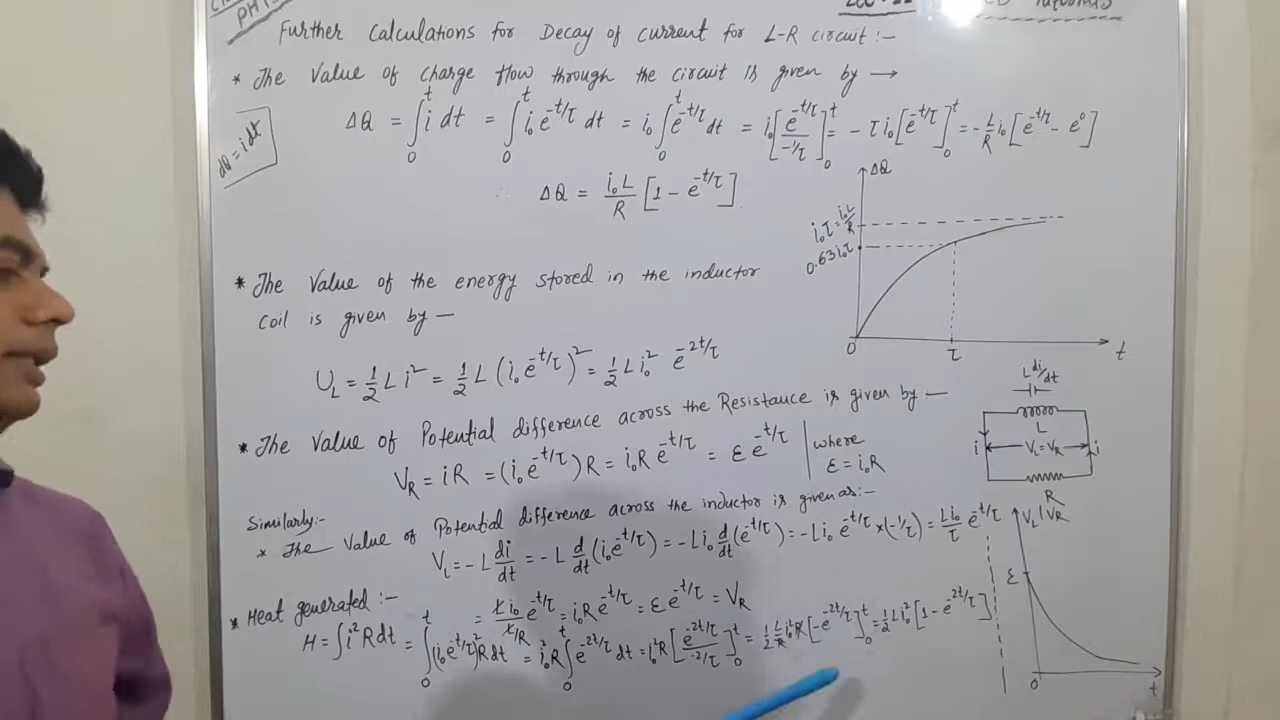 PHY
Further Calculations for Decay of current for L-R circuit:-
* The Value of charge flow through the circuit is given by →
dQ = i dt
ΔQ = ∫₀ᵗ i dt = ∫₀ᵗ i₀ e^(-t/τ) dt = i₀ ∫₀ᵗ e^(-t/τ) dt = i₀ [e^(-t/τ) / (-1/τ)]₀ᵗ = - τ i₀ [e^(-t/τ)]₀ᵗ = - L/R i₀ [e^(-t/τ) - e⁰]
∴ ΔQ = i₀L/R [1 - e^(-t/τ)]
ΔQ
i₀τ = i₀L/R
0.63 i₀τ
0 τ t
* The Value of the energy stored in the inductor
coil is given by —
U_L = 1/2 L i² = 1/2 L (i₀ e^(-t/τ))² = 1/2 L i₀² e^(-2t/τ)
L di/dt
L
i V_L = V_R i
R
* The Value of Potential difference across the Resistance is given by —
V_R = iR = (i₀ e^(-t/τ)) R = i₀R e^(-t/τ) = ε e^(-t/τ) | where
ε = i₀R
Similarly:-
* The Value of Potential difference across the inductor is given as:-
V_L = - L di/dt = - L d/dt (i₀ e^(-t/τ)) = - L i₀ d/dt (e^(-t/τ)) = - L i₀ e^(-t/τ) × (-1/τ) = L i₀/τ e^(-t/τ)
= L i₀/(L/R) e^(-t/τ) = i₀R e^(-t/τ) = ε e^(-t/τ) = V_R
* Heat generated:-
H = ∫ i² R dt = ∫₀ᵗ (i₀ e^(-t/τ))² R dt = i₀² R ∫₀ᵗ e^(-2t/τ) dt = i₀² R [e^(-2t/τ) / (-2/τ)]₀ᵗ = 1/2 L/R i₀² R [-e^(-2t/τ)]₀ᵗ = 1/2 L i₀² [1 - e^(-2t/τ)]
V_L | V_R
ε
0 t